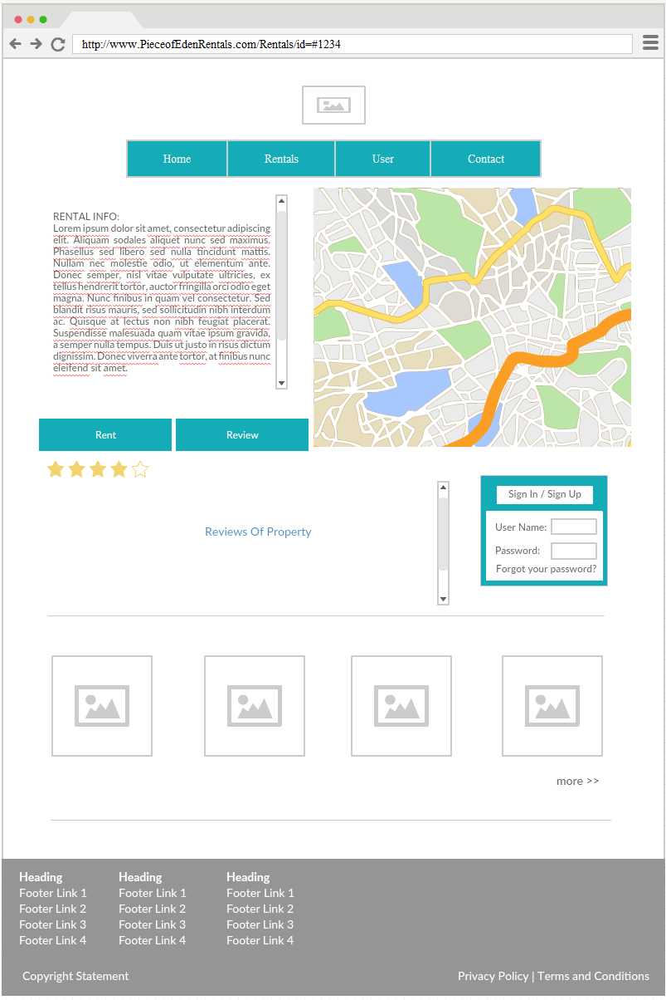 http://www.PieceofEdenRentals.com/Rentals/id=#1234
Home Rentals User Contact
RENTAL INFO:
Lorem ipsum dolor sit amet, consectetur adipiscing
elit. Aliquam sodales aliquet nunc sed maximus.
Phasellus sed libero sed nulla tincidunt mattis.
Nullam nec molestie odio, ut elementum ante.
Donec semper, nisl vitae vulputate ultricies, ex
tellus hendrerit tortor, auctor fringilla orci odio eget
magna. Nunc finibus in quam vel consectetur. Sed
blandit risus mauris, sed sollicitudin nibh interdum
ac. Quisque at lectus non nibh feugiat placerat.
Suspendisse malesuada quam vitae ipsum gravida,
a semper nulla tempus. Duis ut justo in risus dictum
dignissim. Donec viverra ante tortor, at finibus nunc
eleifend sit amet.
Rent Review
Reviews Of Property
Sign In / Sign Up
User Name:
Password:
Forgot your password?
more >>
Heading Heading Heading
Footer Link 1 Footer Link 1 Footer Link 1
Footer Link 2 Footer Link 2 Footer Link 2
Footer Link 3 Footer Link 3 Footer Link 3
Footer Link 4 Footer Link 4 Footer Link 4
Copyright Statement Privacy Policy | Terms and Conditions